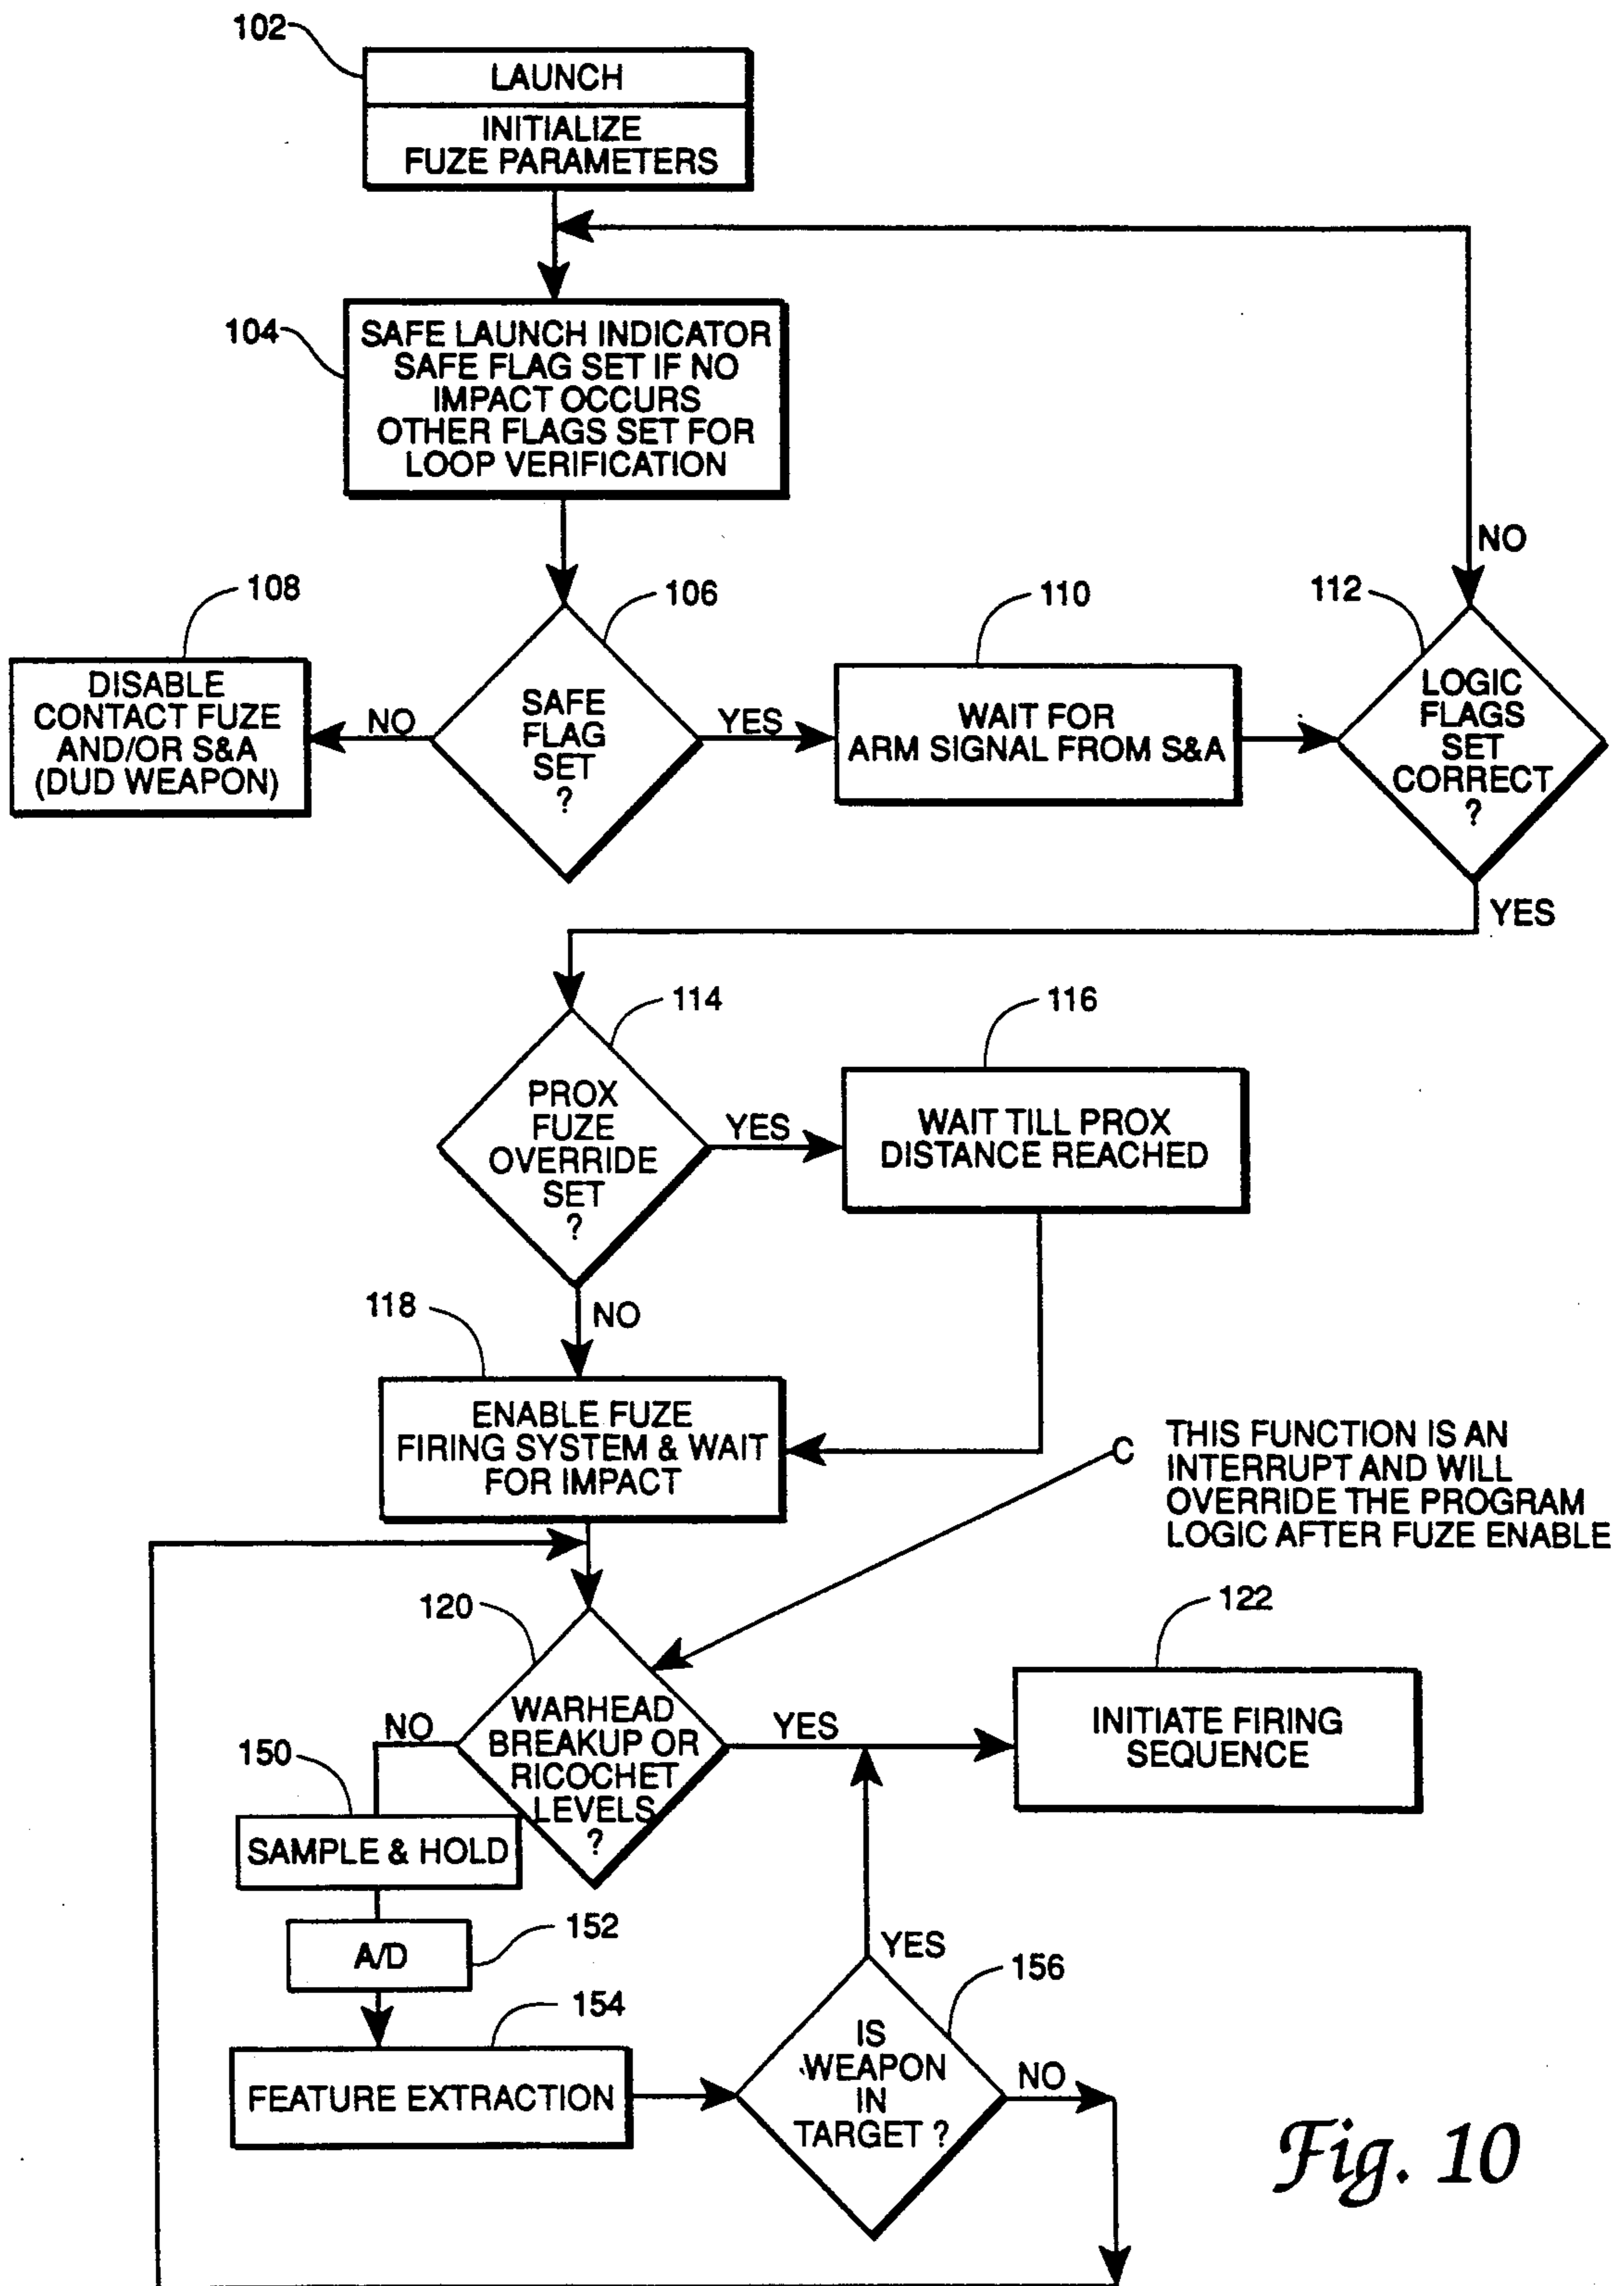 102
LAUNCH
INITIALIZE
FUZE PARAMETERS
104
SAFE LAUNCH INDICATOR
SAFE FLAG SET IF NO
IMPACT OCCURS
OTHER FLAGS SET FOR
LOOP VERIFICATION
NO
108
DISABLE
CONTACT FUZE
AND/OR S&A
(DUD WEAPON)
NO
106
SAFE
FLAG
SET
?
YES
110
WAIT FOR
ARM SIGNAL FROM S&A
112
LOGIC
FLAGS
SET
CORRECT
?
YES
114
PROX
FUZE
OVERRIDE
SET
?
YES
116
WAIT TILL PROX
DISTANCE REACHED
NO
118
ENABLE FUZE
FIRING SYSTEM & WAIT
FOR IMPACT
C
THIS FUNCTION IS AN
INTERRUPT AND WILL
OVERRIDE THE PROGRAM
LOGIC AFTER FUZE ENABLE
120
WARHEAD
BREAKUP OR
RICOCHET
LEVELS
?
YES
122
INITIATE FIRING
SEQUENCE
NO
150
SAMPLE & HOLD
152
A/D
154
FEATURE EXTRACTION
YES
156
IS
WEAPON
IN
TARGET ?
NO
Fig. 10